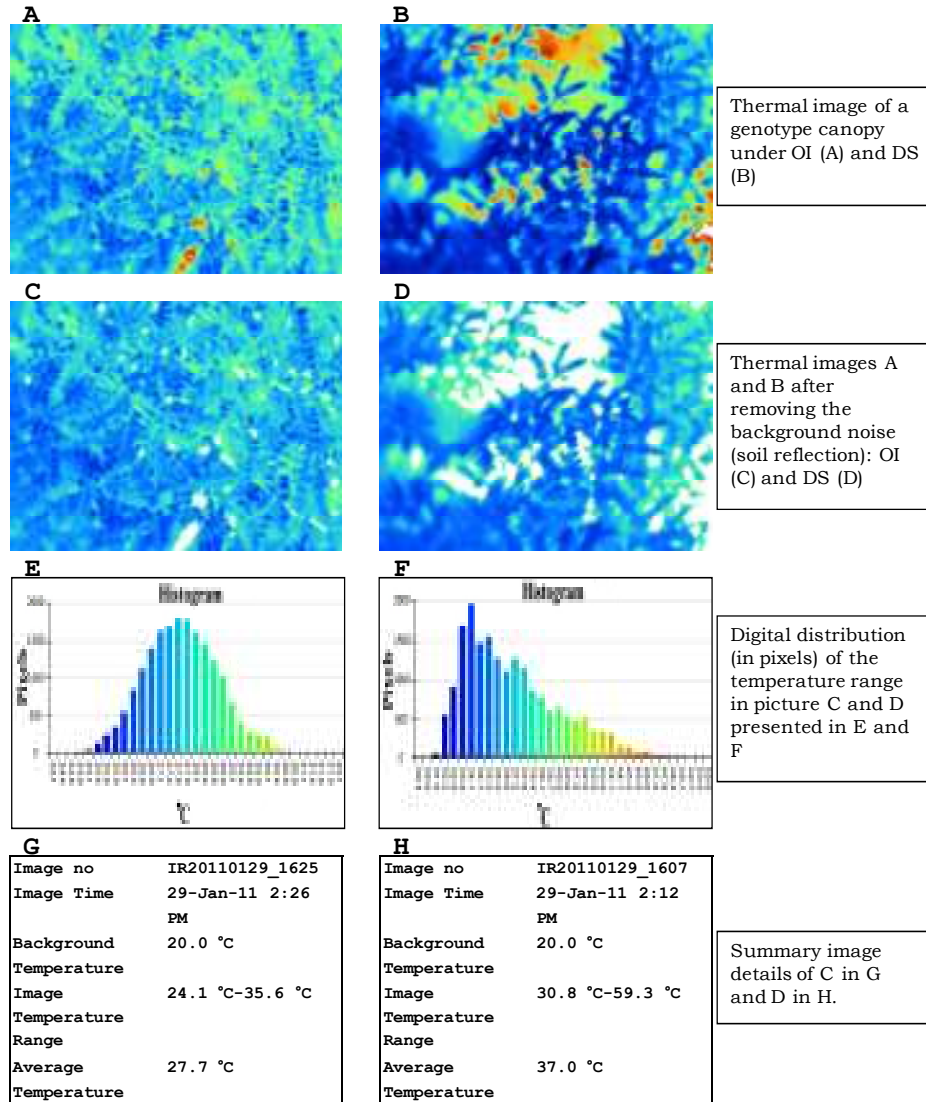 A
B
Thermal image of a
genotype canopy
under OI (A) and DS
(B)
C
D
Thermal images A
and B after
removing the
background noise
(soil reflection): OI
(C) and DS (D)
E
Histogram
Pixels
°C
F
Histogram
Pixels
°C
Digital distribution
(in pixels) of the
temperature range
in picture C and D
presented in E and
F
G
Image no IR20110129_1625
Image Time 29-Jan-11 2:26
PM
Background 20.0 °C
Temperature
Image 24.1 °C-35.6 °C
Temperature
Range
Average 27.7 °C
Temperature
H
Image no IR20110129_1607
Image Time 29-Jan-11 2:12
PM
Background 20.0 °C
Temperature
Image 30.8 °C-59.3 °C
Temperature
Range
Average 37.0 °C
Temperature
Summary image
details of C in G
and D in H.